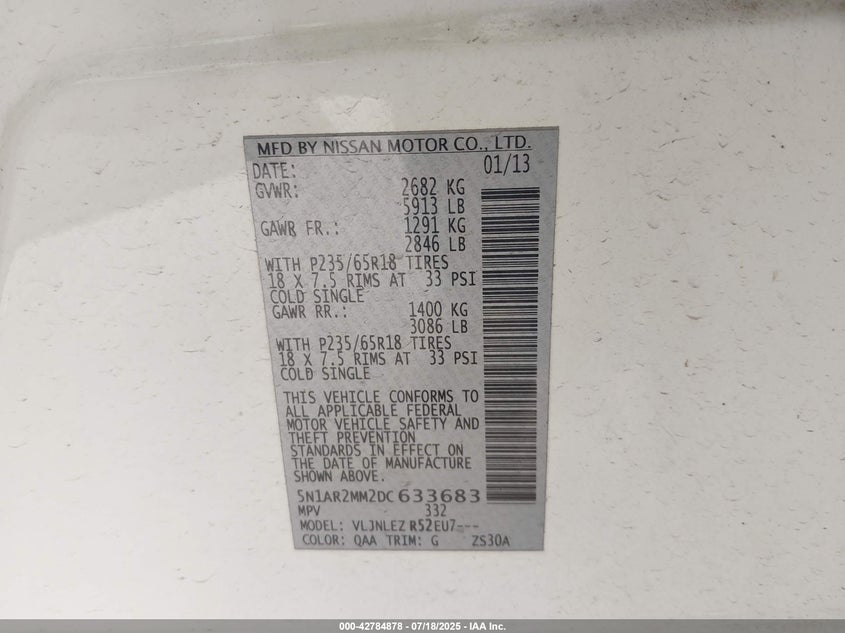 MFD BY NISSAN MOTOR CO., LTD.
DATE: 01/13
GVWR: 2682 KG
5913 LB
GAWR FR.: 1291 KG
2846 LB
WITH P235/65R18 TIRES
18 X 7.5 RIMS AT 33 PSI
COLD SINGLE
GAWR RR.: 1400 KG
3086 LB
WITH P235/65R18 TIRES
18 X 7.5 RIMS AT 33 PSI
COLD SINGLE
THIS VEHICLE CONFORMS TO
ALL APPLICABLE FEDERAL
MOTOR VEHICLE SAFETY AND
THEFT PREVENTION
STANDARDS IN EFFECT ON
THE DATE OF MANUFACTURE
SHOWN ABOVE.
5N1AR2MM2DC633683
MPV 332
MODEL: VLJNLEZ R52EU7---
COLOR: QAA TRIM: G ZS30A
000-42784878 - 07/18/2025 - IAA Inc.